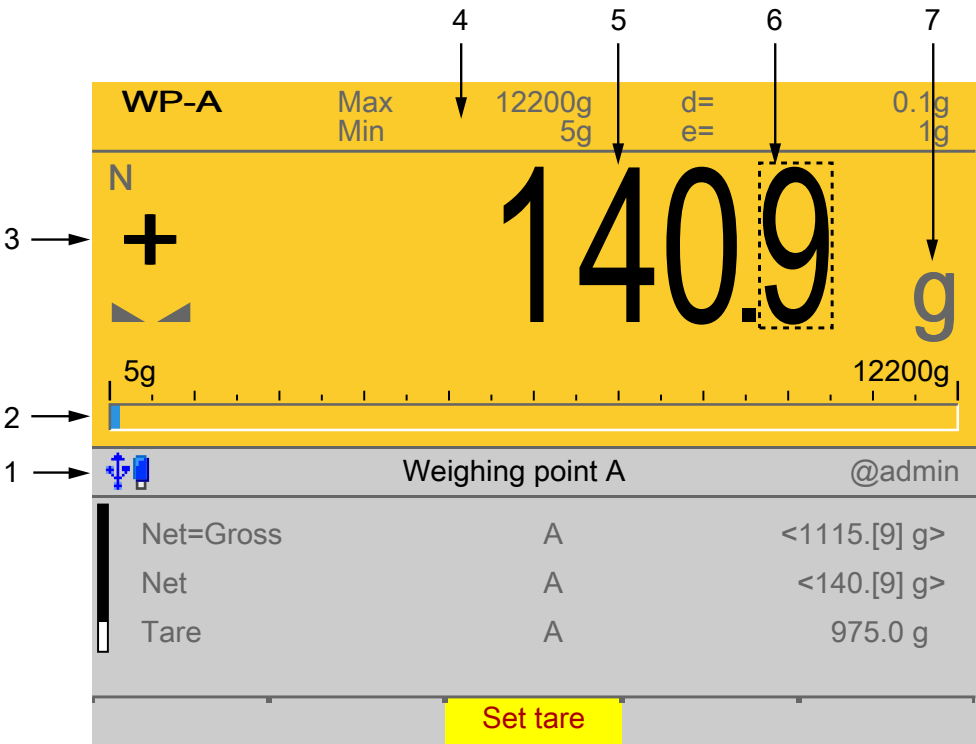 4 5 6 7
WP-A Max 12200g d= 0.1g
Min 5g e= 1g
N
3 + 140.9 g
5g 12200g
2
1 Weighing point A @admin
Net=Gross A <1115.[9] g>
Net A <140.[9] g>
Tare A 975.0 g
Set tare